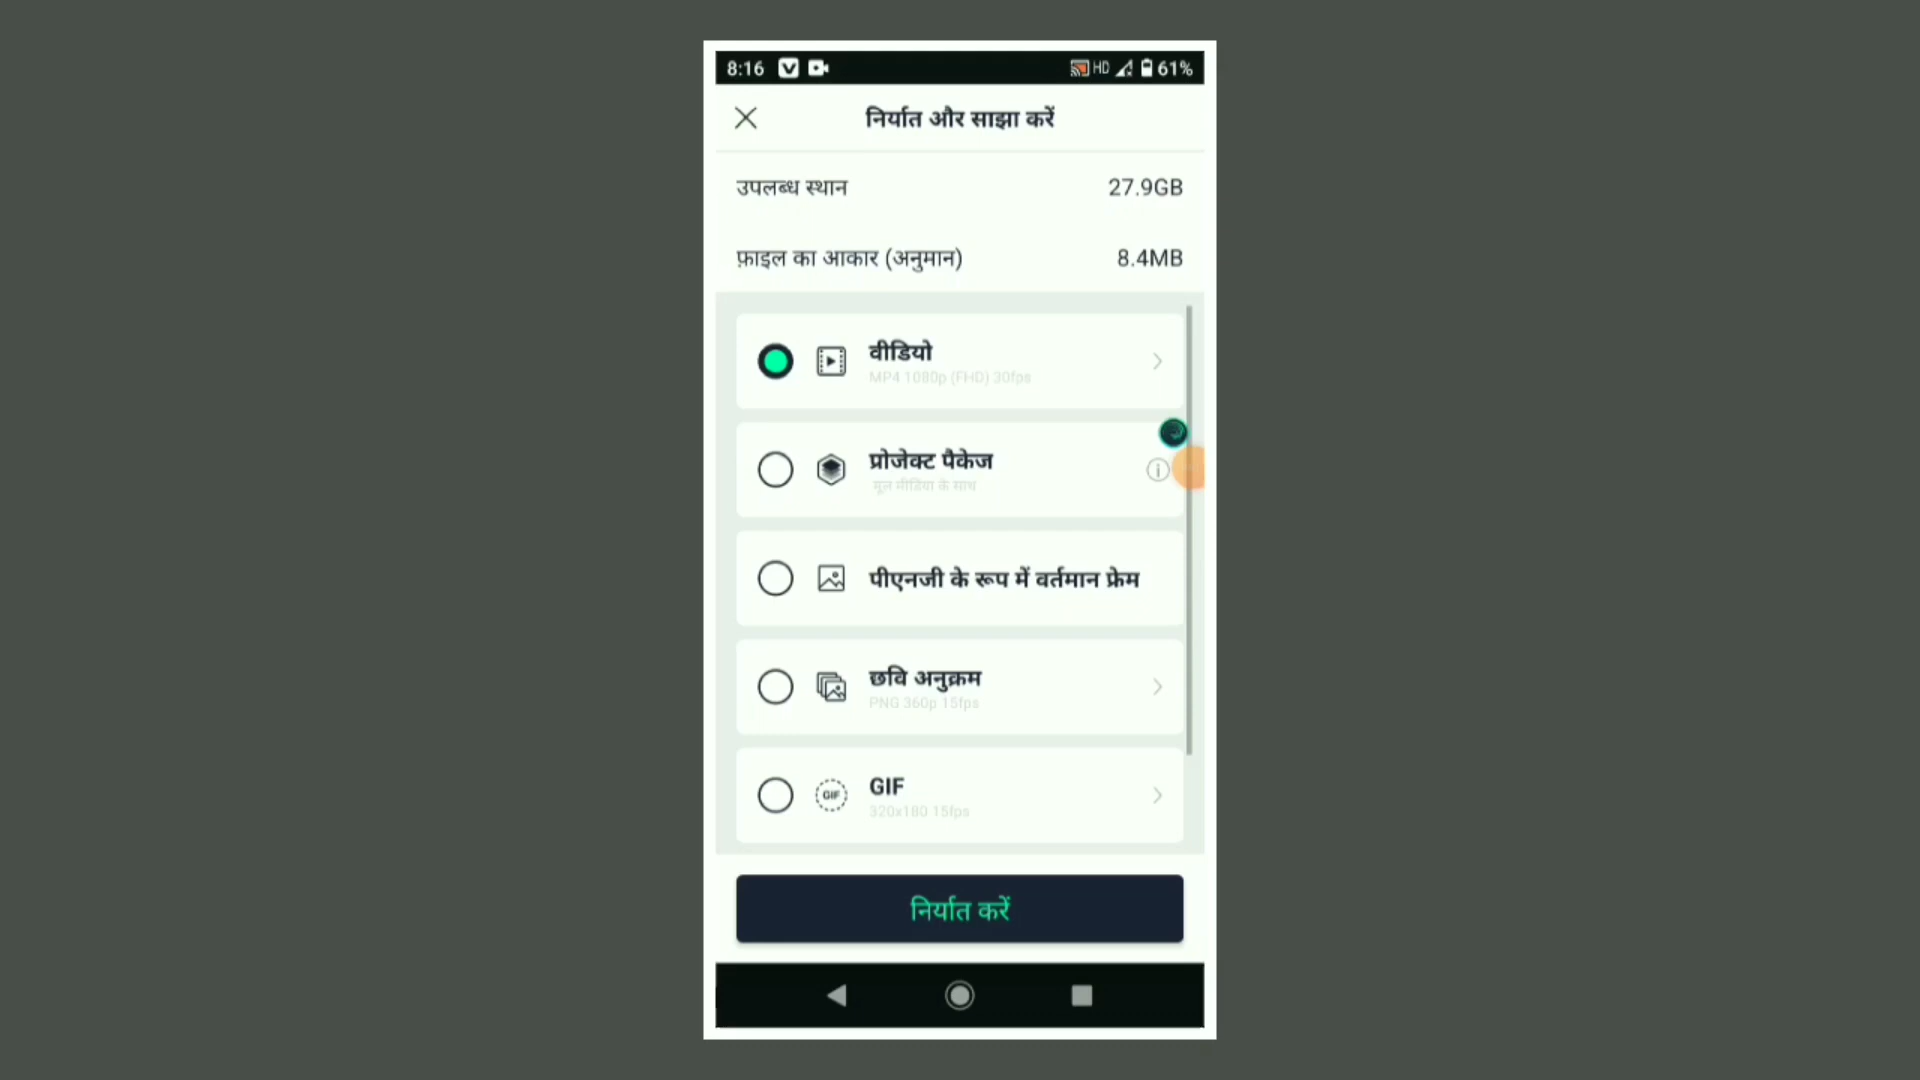 8:16 HD 61%
निर्यात और साझा करें
उपलब्ध स्थान 27.9GB
फ़ाइल का आकार (अनुमान) 8.4MB
वीडियो
MP4 1080p (FHD) 30fps
प्रोजेक्ट पैकेज
मूल मीडिया के साथ
पीएनजी के रूप में वर्तमान फ्रेम
छवि अनुक्रम
PNG 360p 15fps
GIF GIF
320x180 15fps
निर्यात करें